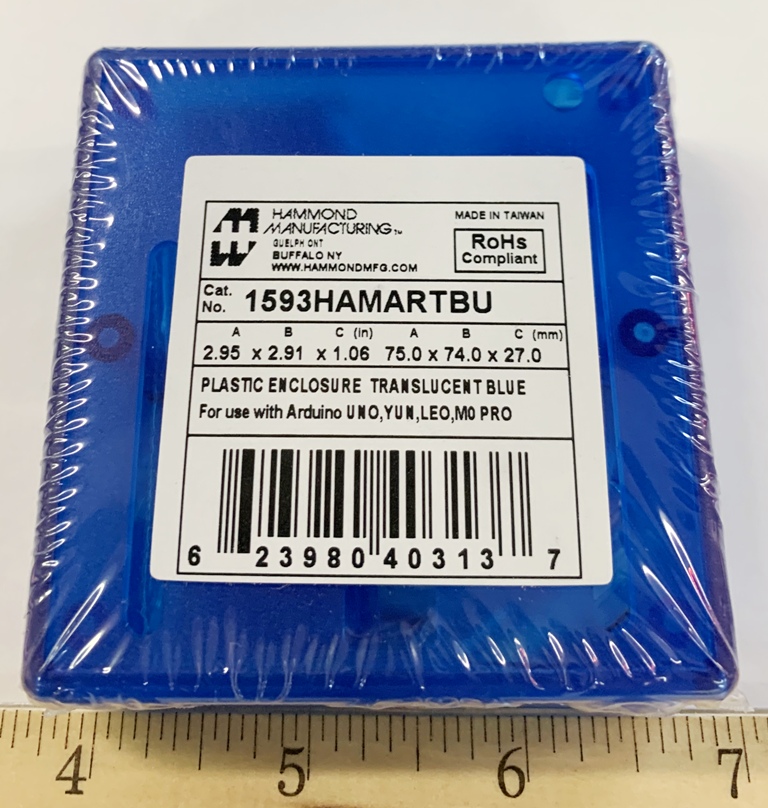 HAMMOND
MANUFACTURING™
GUELPH ONT
BUFFALO NY
WWW.HAMMONDMFG.COM
MADE IN TAIWAN
RoHs
Compliant
Cat.
No. 1593HAMARTBU
A B C (in) A B C (mm)
2.95 x 2.91 x 1.06 75.0 x 74.0 x 27.0
PLASTIC ENCLOSURE TRANSLUCENT BLUE
For use with Arduino UNO,YUN,LEO,M0 PRO
6 23980 40313 7
4 5 6 7